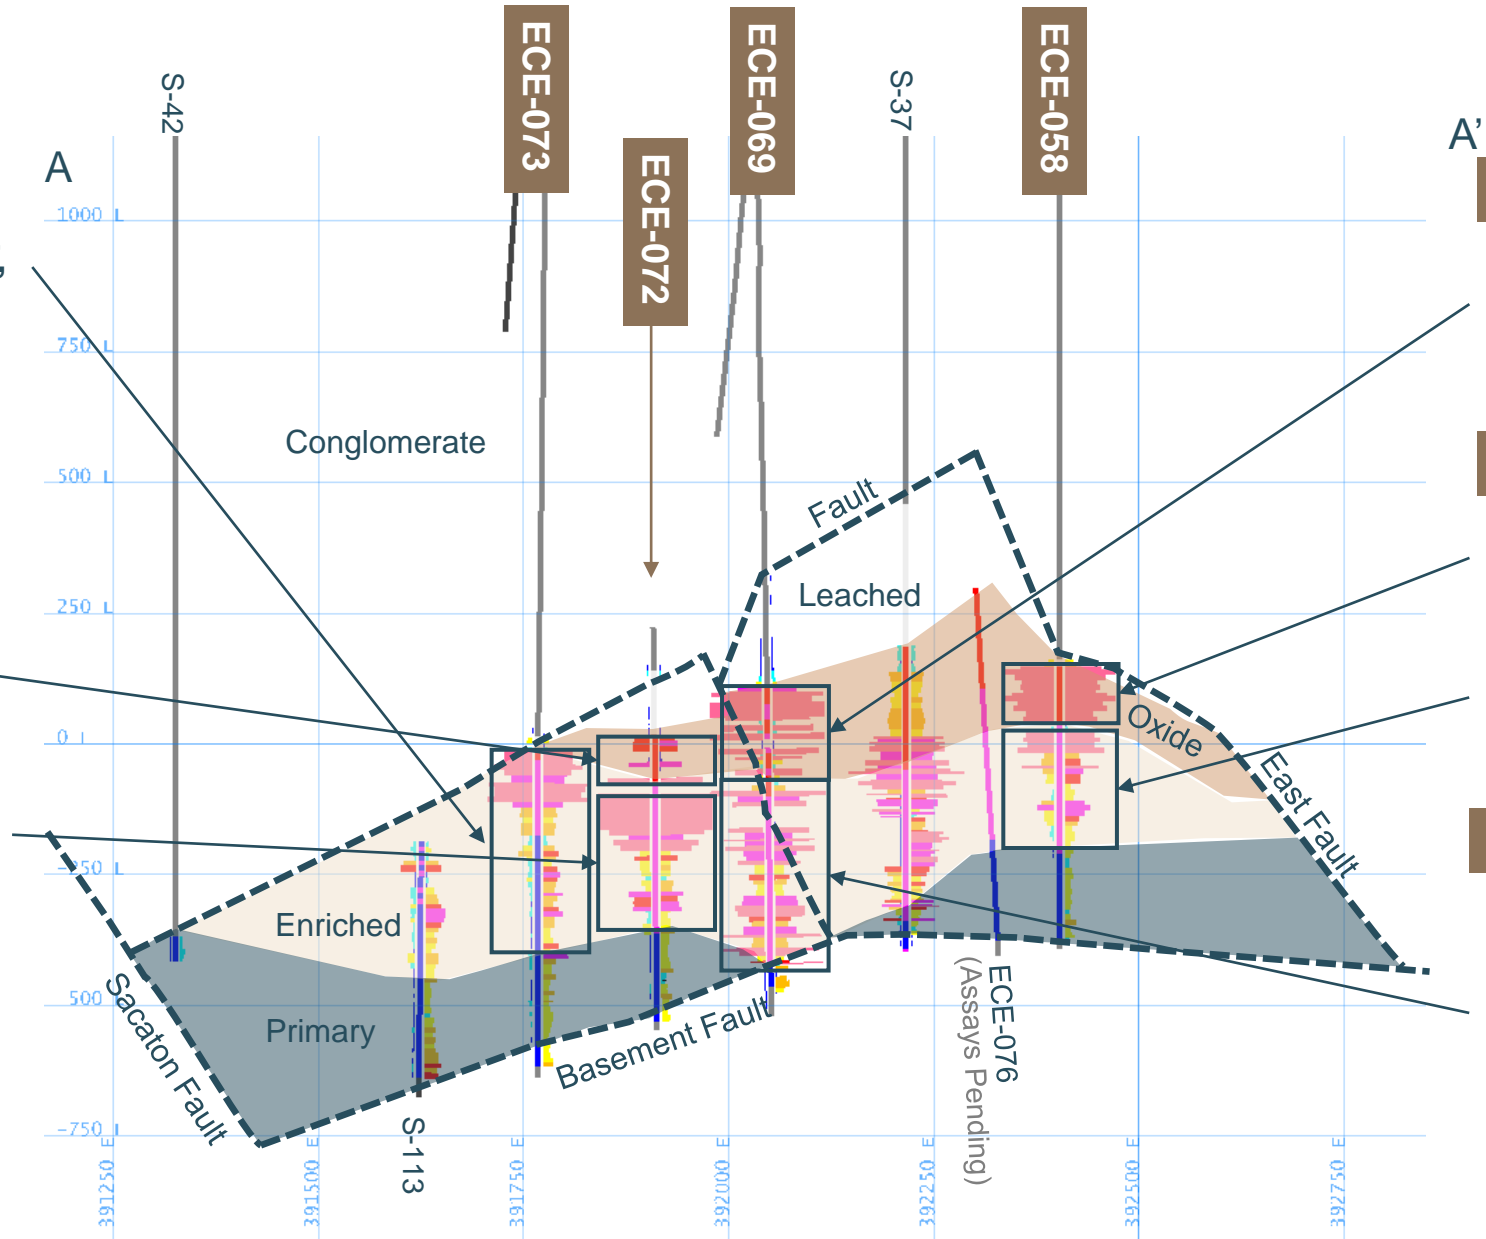 ECE-073
ECE-069
ECE-058
S-42
S-37
A
A’
ECE-072
1000 L
750 L
Conglomerate
500 L
Fault
250 L
Leached
0 L
Oxide
East Fault
-250 L
Enriched
Sacaton Fault
Primary
-500 L
Basement Fault
ECE-076
(Assays Pending)
S-113
-750 L
391250 E
391500 E
391750 E
392000 E
392250 E
392500 E
392750 E